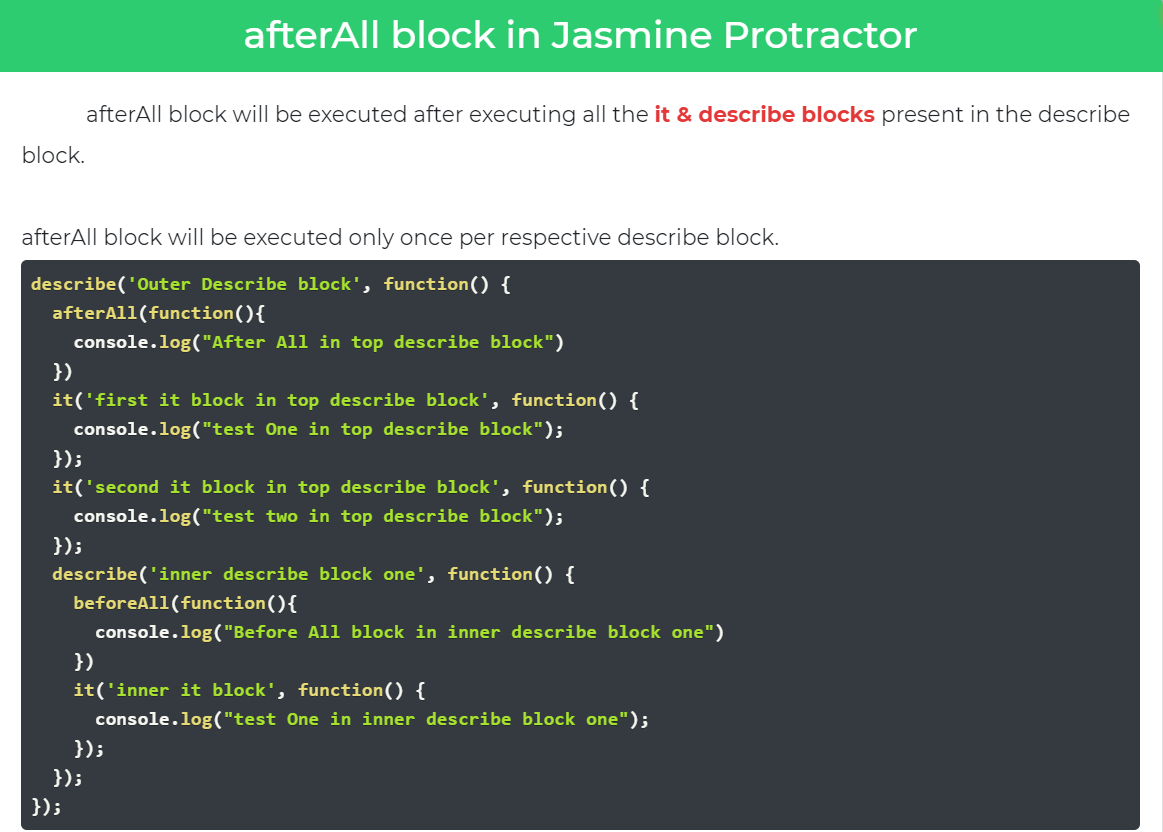 afterAll block in Jasmine Protractor
afterAll block will be executed after executing all the it & describe blocks present in the describe
block.
afterAll block will be executed only once per respective describe block.
describe('Outer Describe block', function() {
  afterAll(function(){
    console.log("After All in top describe block")
  })
  it('first it block in top describe block', function() {
    console.log("test One in top describe block");
  });
  it('second it block in top describe block', function() {
    console.log("test two in top describe block");
  });
  describe('inner describe block one', function() {
    beforeAll(function(){
      console.log("Before All block in inner describe block one")
    })
    it('inner it block', function() {
      console.log("test One in inner describe block one");
    });
  });
});